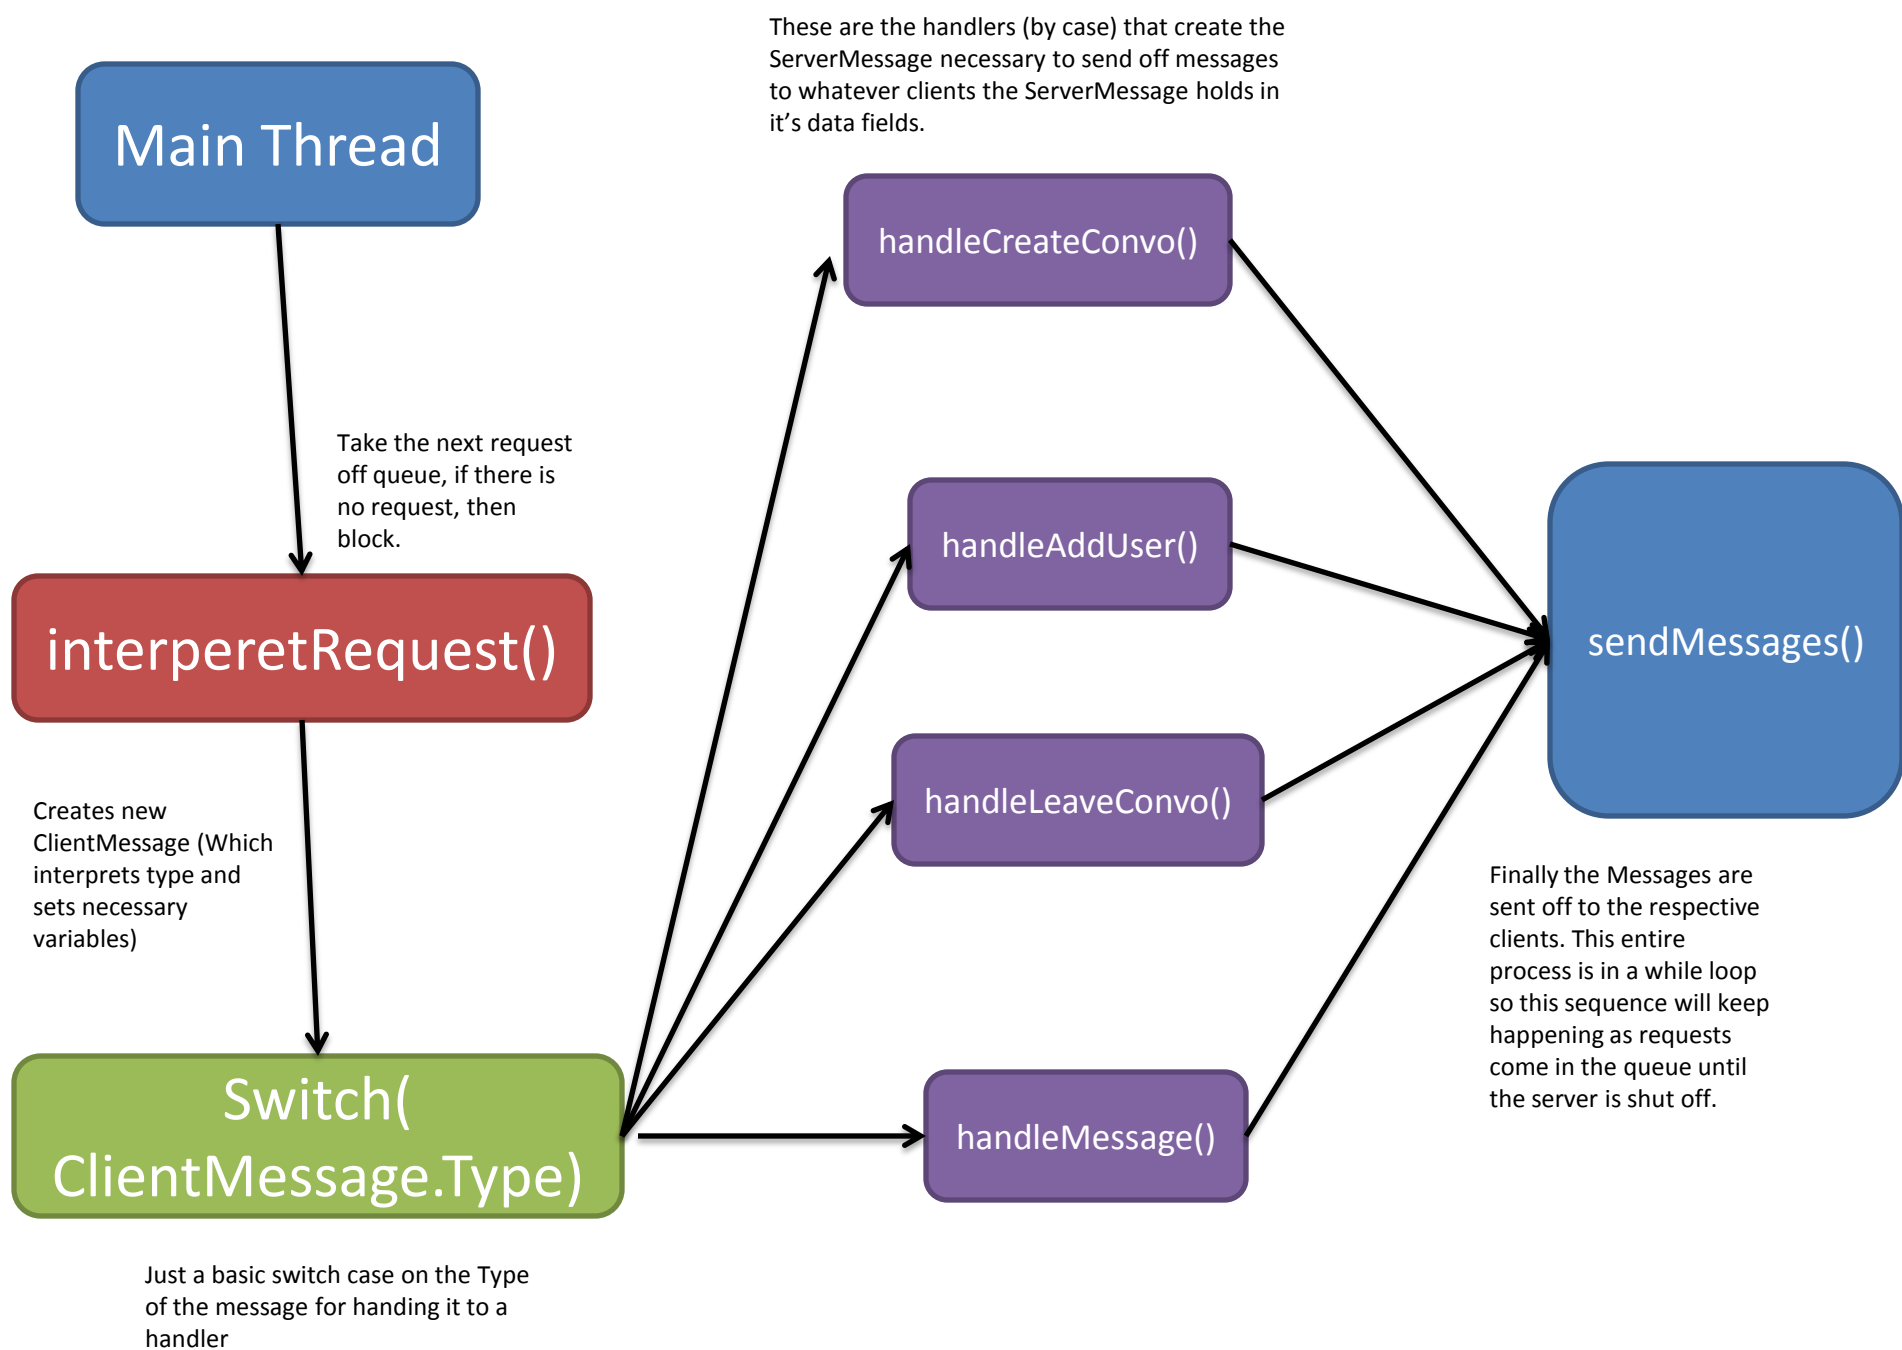 These are the handlers (by case) that create the
ServerMessage necessary to send off messages
to whatever clients the ServerMessage holds in
it's data fields.
Main Thread
handleCreateConvo()
Take the next request
off queue, if there is
no request, then
block.
handleAddUser()
interperetRequest()
sendMessages()
handleLeaveConvo()
Creates new
ClientMessage (Which
interprets type and
sets necessary
variables)
Finally the Messages are
sent off to the respective
clients. This entire
process is in a while loop
so this sequence will keep
happening as requests
come in the queue until
the server is shut off.
Switch(
ClientMessage.Type)
handleMessage()
Just a basic switch case on the Type
of the message for handing it to a
handler